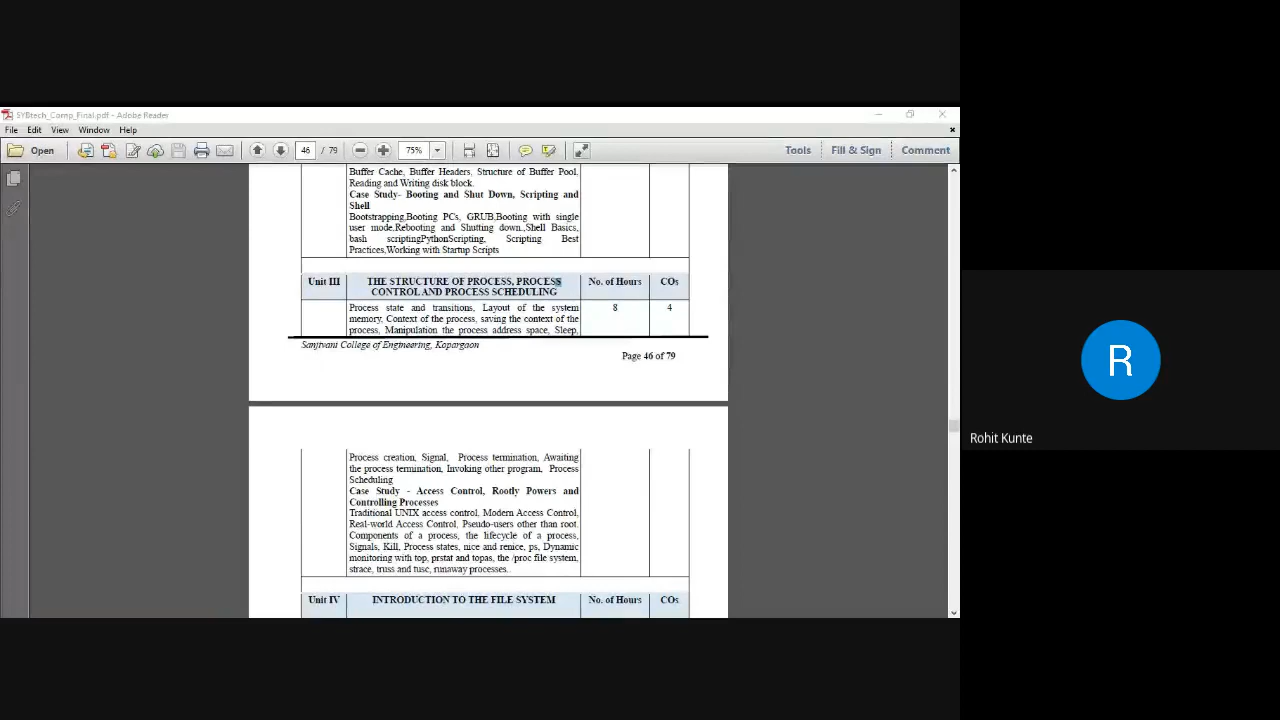 SYBtech_Comp_Final.pdf - Adobe Reader
File Edit View Window Help
Open 46 / 79 75% Tools Fill & Sign Comment
Buffer Cache, Buffer Headers, Structure of Buffer Pool,
Reading and Writing disk block.
Case Study- Booting and Shut Down, Scripting and
Shell
Bootstrapping,Booting PCs, GRUB,Booting with single
user mode,Rebooting and Shutting down.,Shell Basics,
bash scriptingPythonScripting, Scripting Best
Practices,Working with Startup Scripts
Unit III THE STRUCTURE OF PROCESS, PROCESS No. of Hours COs
CONTROL AND PROCESS SCHEDULING
Process state and transitions, Layout of the system 8 4
memory, Context of the process, saving the context of the
process, Manipulation the process address space, Sleep,
Sanjivani College of Engineering, Kopargaon
Page 46 of 79
Process creation, Signal, Process termination, Awaiting
the process termination, Invoking other program, Process
Scheduling
Case Study - Access Control, Rootly Powers and
Controlling Processes
Traditional UNIX access control, Modern Access Control,
Real-world Access Control, Pseudo-users other than root.
Components of a process, the lifecycle of a process,
Signals, Kill, Process states, nice and renice, ps, Dynamic
monitoring with top, prstat and topas, the /proc file system,
strace, truss and tusc, runaway processes..
Unit IV INTRODUCTION TO THE FILE SYSTEM No. of Hours COs
R
Rohit Kunte